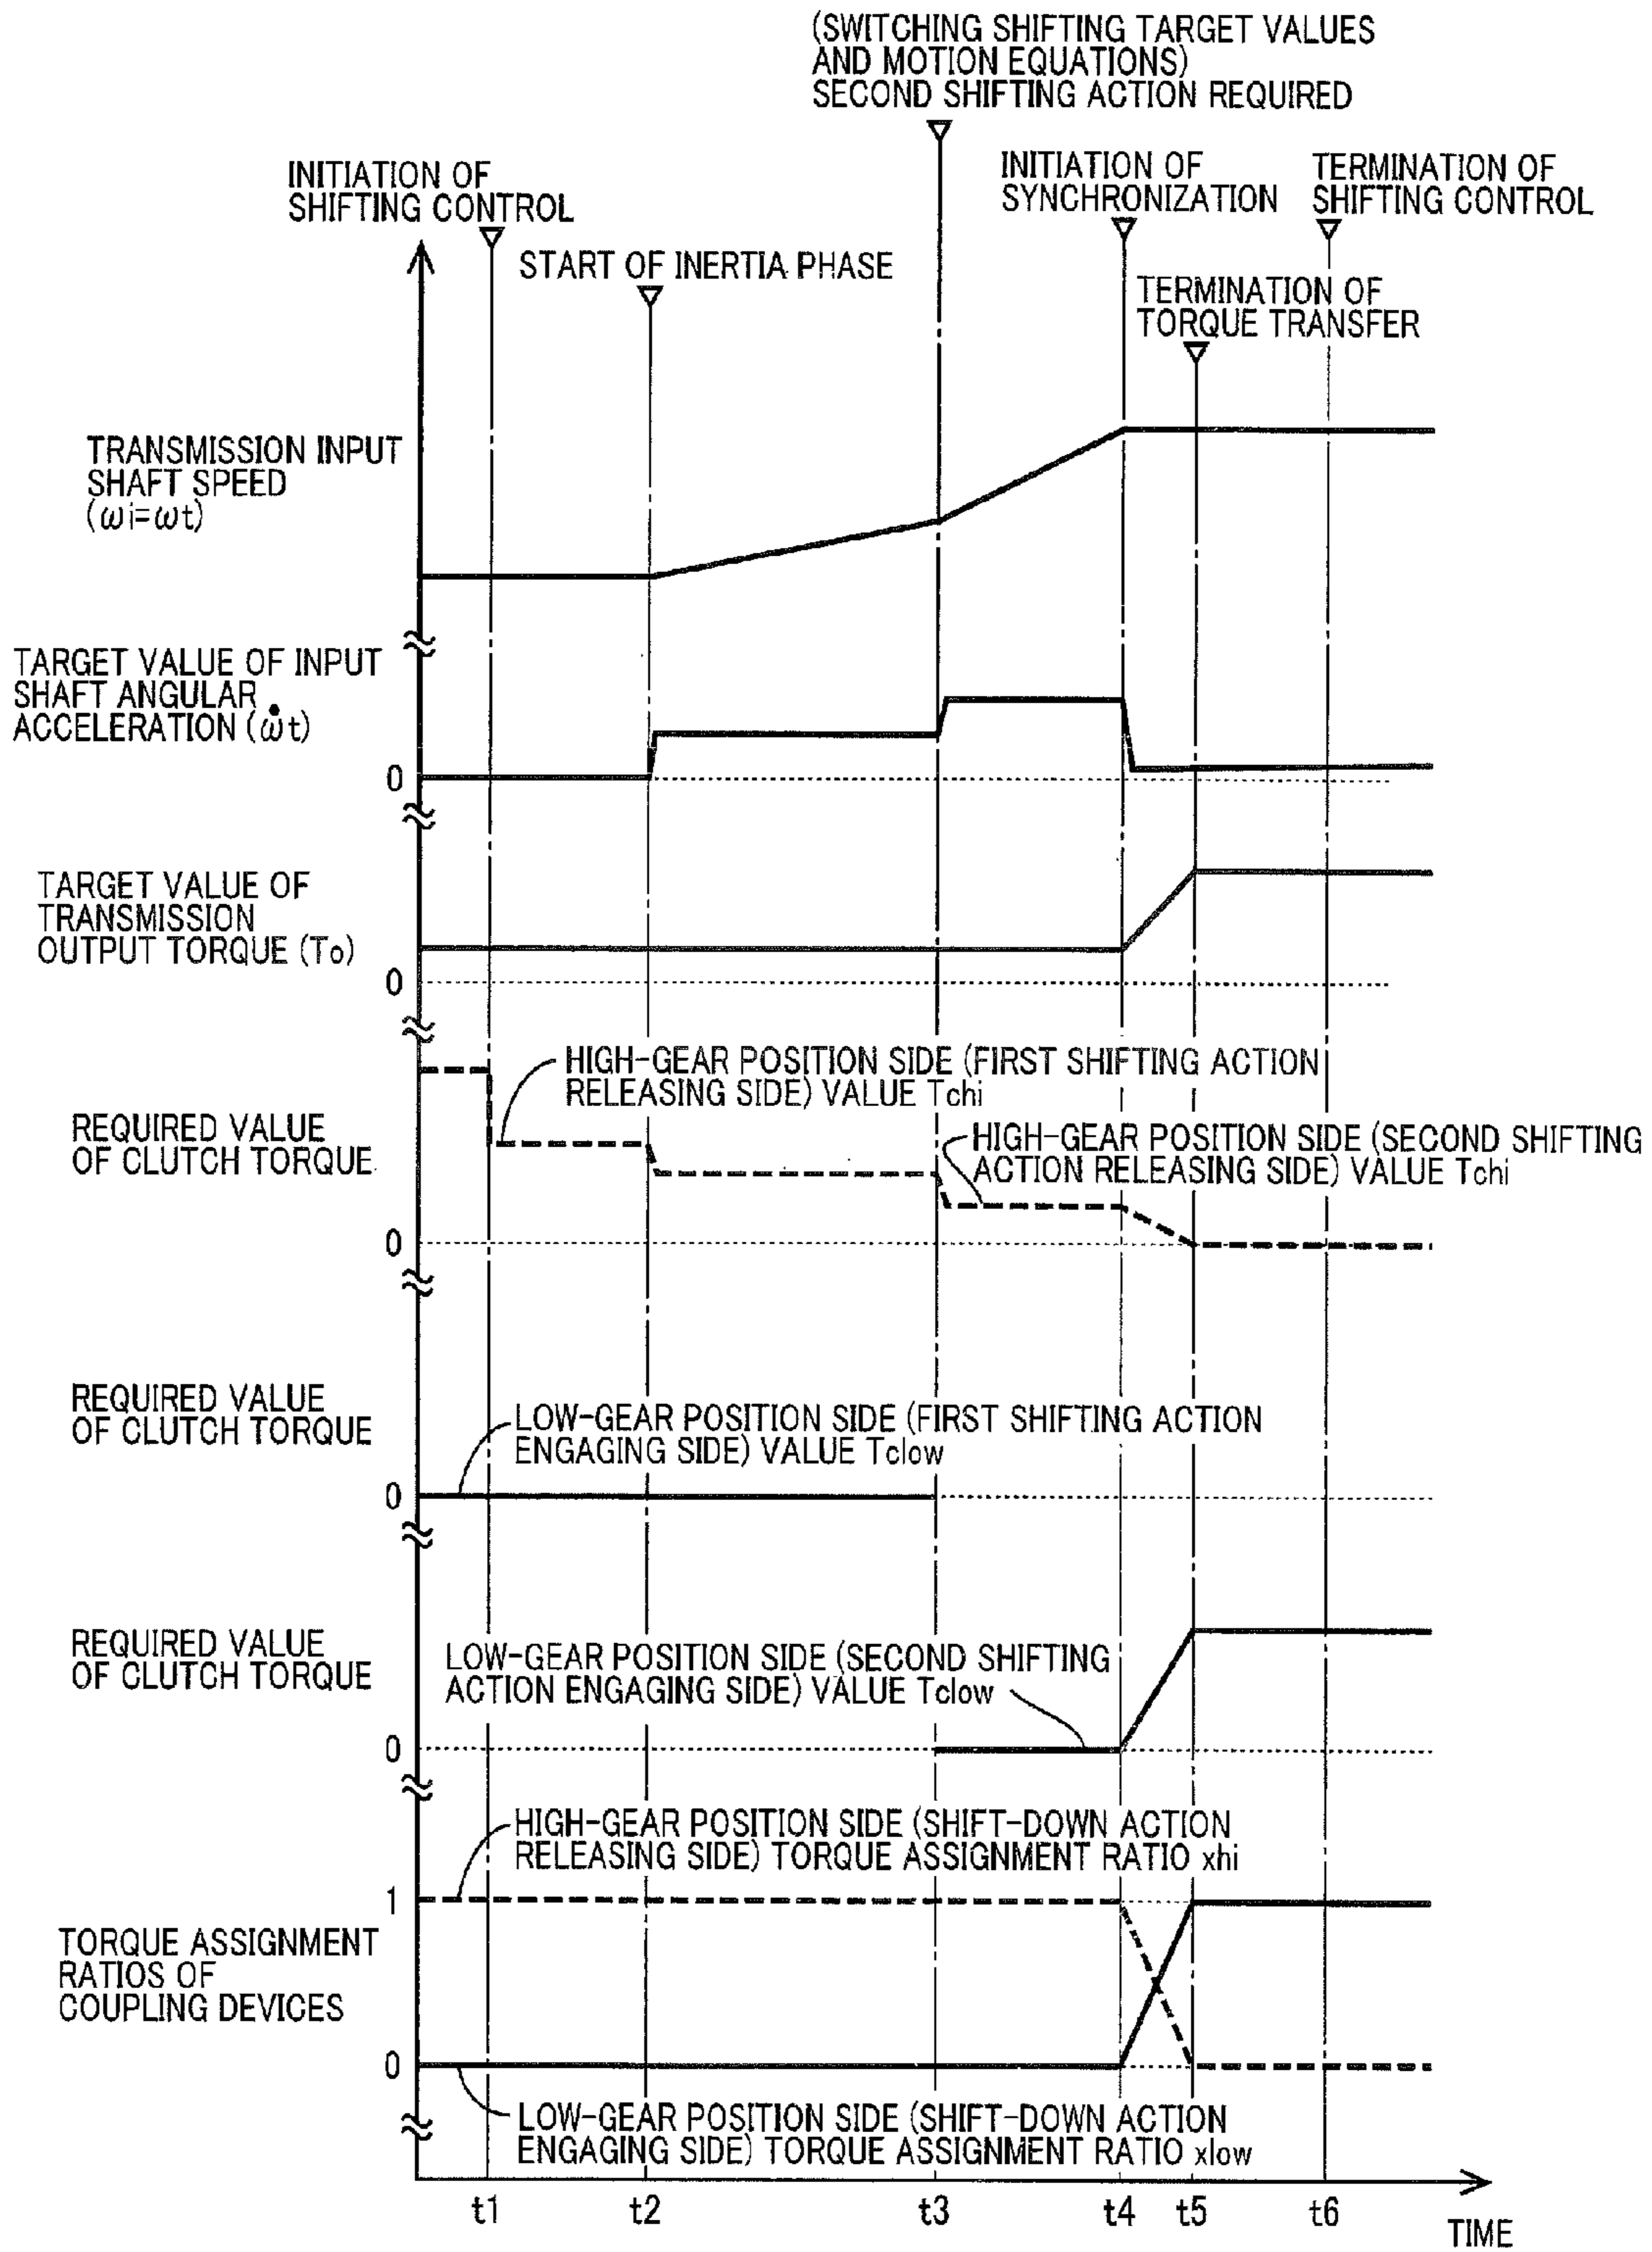 (SWITCHING SHIFTING TARGET VALUES
AND MOTION EQUATIONS)
SECOND SHIFTING ACTION REQUIRED
INITIATION OF
SHIFTING CONTROL
INITIATION OF
SYNCHRONIZATION
TERMINATION OF
SHIFTING CONTROL
START OF INERTIA PHASE
TERMINATION OF
TORQUE TRANSFER
TRANSMISSION INPUT
SHAFT SPEED
(ωi=ωt)
TARGET VALUE OF INPUT
SHAFT ANGULAR
ACCELERATION (ω̇t)
0
TARGET VALUE OF
TRANSMISSION
OUTPUT TORQUE (To)
0
HIGH-GEAR POSITION SIDE (FIRST SHIFTING ACTION
RELEASING SIDE) VALUE Tchi
REQUIRED VALUE
OF CLUTCH TORQUE
HIGH-GEAR POSITION SIDE (SECOND SHIFTING
ACTION RELEASING SIDE) VALUE Tchi
0
REQUIRED VALUE
OF CLUTCH TORQUE
LOW-GEAR POSITION SIDE (FIRST SHIFTING ACTION
ENGAGING SIDE) VALUE Tclow
0
REQUIRED VALUE
OF CLUTCH TORQUE
LOW-GEAR POSITION SIDE (SECOND SHIFTING
ACTION ENGAGING SIDE) VALUE Tclow
0
HIGH-GEAR POSITION SIDE (SHIFT-DOWN ACTION
RELEASING SIDE) TORQUE ASSIGNMENT RATIO xhi
1
TORQUE ASSIGNMENT
RATIOS OF
COUPLING DEVICES
0
LOW-GEAR POSITION SIDE (SHIFT-DOWN ACTION
ENGAGING SIDE) TORQUE ASSIGNMENT RATIO xlow
t1 t2 t3 t4 t5 t6
TIME